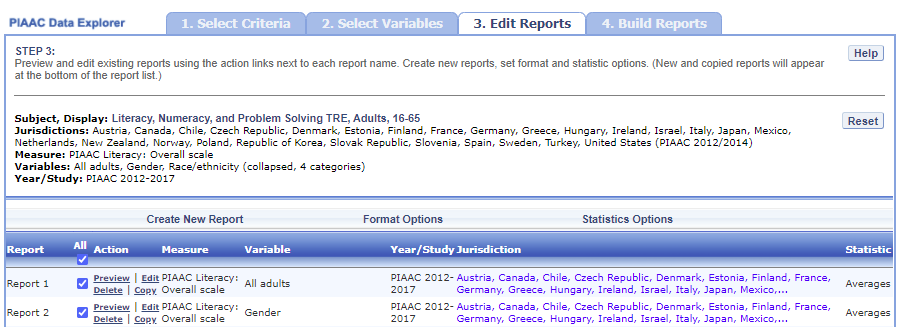 PIAAC Data Explorer
1. Select Criteria
2. Select Variables
3. Edit Reports
4. Build Reports
STEP 3:
Preview and edit existing reports using the action links next to each report name. Create new reports, set format and statistic options. (New and copied reports will appear
at the bottom of the report list.)
Help
Subject, Display: Literacy, Numeracy, and Problem Solving TRE, Adults, 16-65
Jurisdictions: Austria, Canada, Chile, Czech Republic, Denmark, Estonia, Finland, France, Germany, Greece, Hungary, Ireland, Israel, Italy, Japan, Mexico,
Netherlands, New Zealand, Norway, Poland, Republic of Korea, Slovak Republic, Slovenia, Spain, Sweden, Turkey, United States (PIAAC 2012/2014)
Measure: PIAAC Literacy: Overall scale
Variables: All adults, Gender, Race/ethnicity (collapsed, 4 categories)
Year/Study: PIAAC 2012-2017
Reset
Create New Report Format Options Statistics Options
Report All Action Measure Variable Year/Study Jurisdiction Statistic
Report 1 Preview | Edit PIAAC Literacy: All adults PIAAC 2012- Austria, Canada, Chile, Czech Republic, Denmark, Estonia, Finland, France, Averages
Delete | Copy Overall scale 2017 Germany, Greece, Hungary, Ireland, Israel, Italy, Japan, Mexico,...
Report 2 Preview | Edit PIAAC Literacy: Gender PIAAC 2012- Austria, Canada, Chile, Czech Republic, Denmark, Estonia, Finland, France, Averages
Delete | Copy Overall scale 2017 Germany, Greece, Hungary, Ireland, Israel, Italy, Japan, Mexico,...